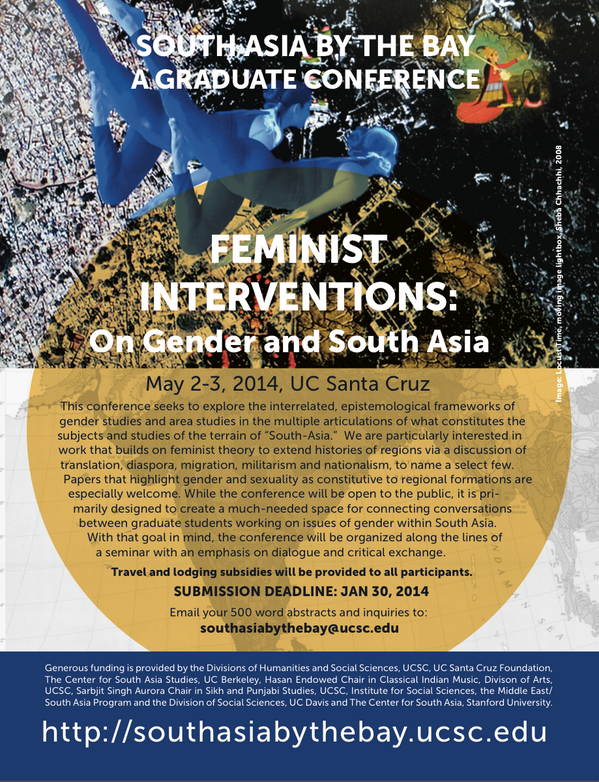 SOUTH ASIA BY THE BAY
A GRADUATE CONFERENCE
FEMINIST
INTERVENTIONS:
On Gender and South Asia
Image: Locust Time, moving image lightbox, Sheba Chhachhi, 2008
May 2-3, 2014, UC Santa Cruz
This conference seeks to explore the interrelated, epistemological frameworks of
gender studies and area studies in the multiple articulations of what constitutes the
subjects and studies of the terrain of “South-Asia.” We are particularly interested in
work that builds on feminist theory to extend histories of regions via a discussion of
translation, diaspora, migration, militarism and nationalism, to name a select few.
Papers that highlight gender and sexuality as constitutive to regional formations are
especially welcome. While the conference will be open to the public, it is pri-
marily designed to create a much-needed space for connecting conversations
between graduate students working on issues of gender within South Asia.
With that goal in mind, the conference will be organized along the lines of
a seminar with an emphasis on dialogue and critical exchange.
Travel and lodging subsidies will be provided to all participants.
SUBMISSION DEADLINE: JAN 30, 2014
Email your 500 word abstracts and inquiries to:
southasiabythebay@ucsc.edu
ANDAMAN SEA
Generous funding is provided by the Divisions of Humanities and Social Sciences, UCSC, UC Santa Cruz Foundation,
The Center for South Asia Studies, UC Berkeley, Hasan Endowed Chair in Classical Indian Music, Divison of Arts,
UCSC, Sarbjit Singh Aurora Chair in Sikh and Punjabi Studies, UCSC, Institute for Social Sciences, the Middle East/
South Asia Program and the Division of Social Sciences, UC Davis and The Center for South Asia, Stanford University.
http://southasiabythebay.ucsc.edu